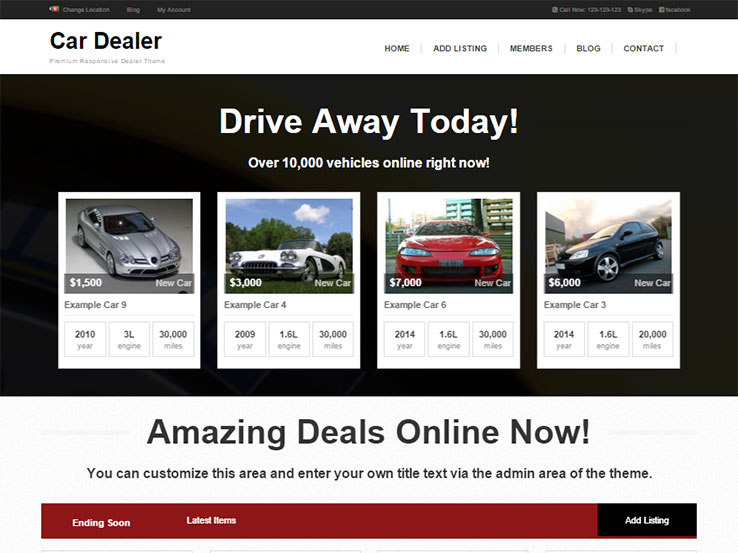 Change Location Blog My Account Call Now: 123-123-123 Skype facebook
Car Dealer
Premium Responsive Dealer Theme
HOME ADD LISTING MEMBERS BLOG CONTACT
Drive Away Today!
Over 10,000 vehicles online right now!
$1,500 New Car
Example Car 9
2010 3L 30,000
year engine miles
$3,000 New Car
Example Car 4
2009 1.6L 30,000
year engine miles
$7,000 New Car
Example Car 6
2014 1.6L 30,000
year engine miles
$6,000 New Car
Example Car 3
2014 1.6L 20,000
year engine miles
Amazing Deals Online Now!
You can customize this area and enter your own title text via the admin area of the theme.
Ending Soon Latest Items Add Listing